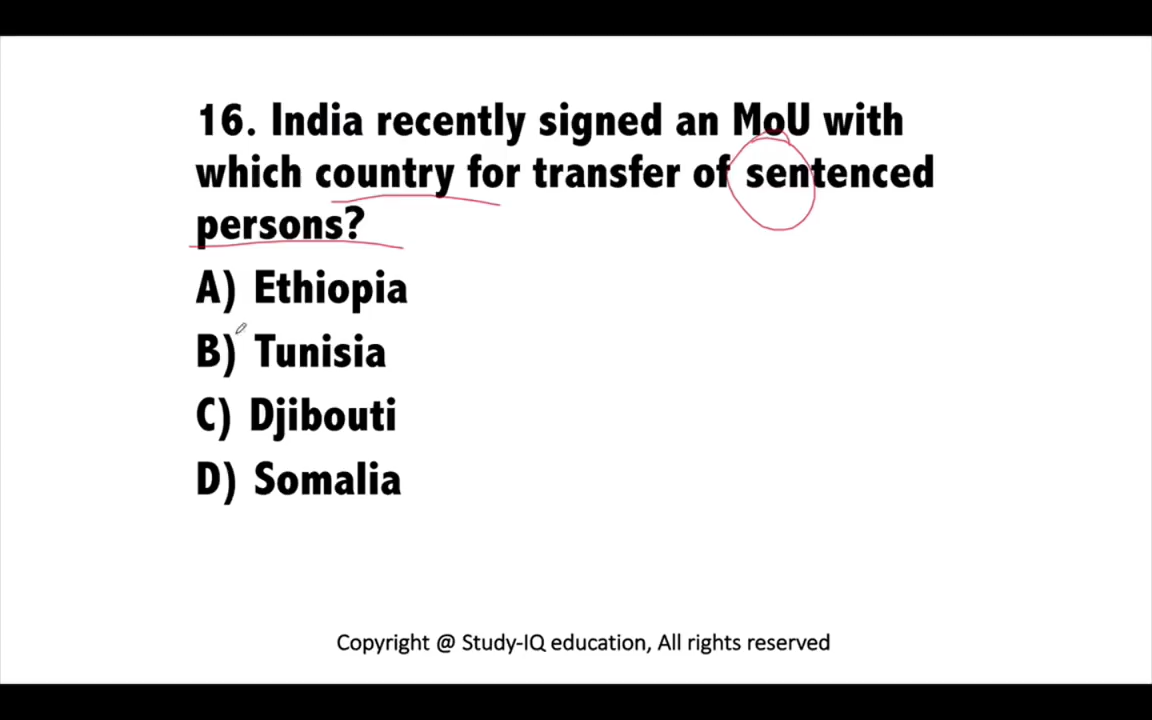 16. India recently signed an MoU with
which country for transfer of sentenced
persons?
A) Ethiopia
B) Tunisia
C) Djibouti
D) Somalia
Copyright @ Study-IQ education, All rights reserved